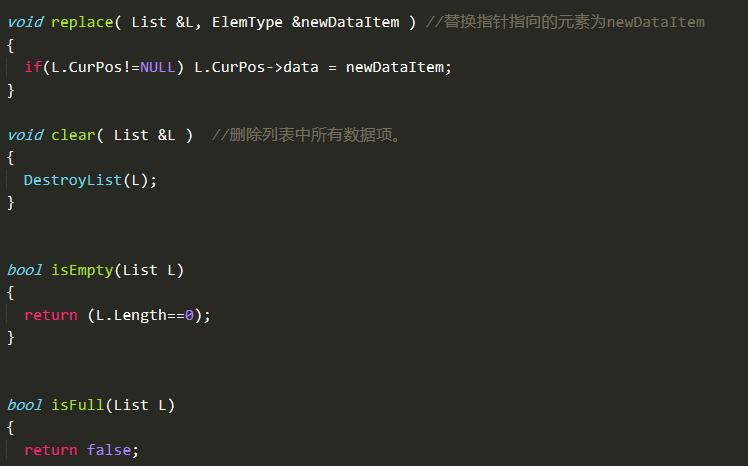 void replace( List &L, ElemType &newDataItem ) //替换指针指向的元素为newDataItem
{
if(L.CurPos!=NULL) L.CurPos->data = newDataItem;
}
void clear( List &L )  //删除列表中所有数据项。
{
DestroyList(L);
}
bool isEmpty(List L)
{
return (L.Length==0);
}
bool isFull(List L)
{
return false;